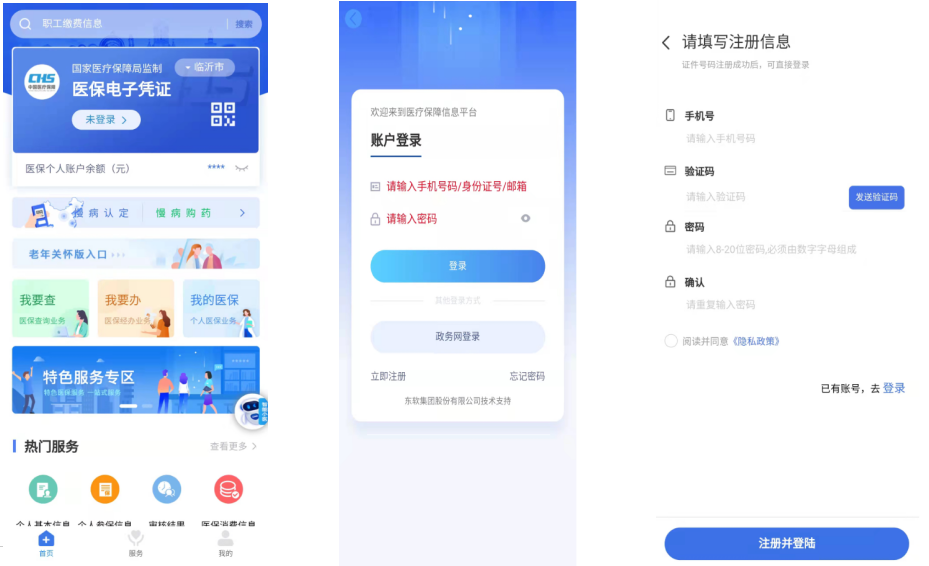 职工缴费信息
搜索
国家医疗保障局监制
临沂市
CHS
中国医疗保障
医保电子凭证
未登录 >
医保个人账户余额（元）
****
慢病认定
慢病购药 >
老年关怀版入口 >>>
我要查
我要办
我的医保
医保查询业务
医保经办业务
个人医保业务
特色服务专区
特色医保服务 一站式服务
热门服务
查看更多 >
个人基本信息
个人参保信息
审核结果
医保消费信息
首页
服务
我的
欢迎来到医疗保障信息平台
账户登录
请输入手机号码/身份证号/邮箱
请输入密码
登录
其他登录方式
政务网登录
立即注册
忘记密码
东软集团股份有限公司技术支持
请填写注册信息
证件号码注册成功后，可直接登录
手机号
请输入手机号码
验证码
请输入验证码
发送验证码
密码
请输入8-20位密码,必须由数字字母组成
确认
请重复输入密码
阅读并同意《隐私政策》
已有账号，去 登录
注册并登陆